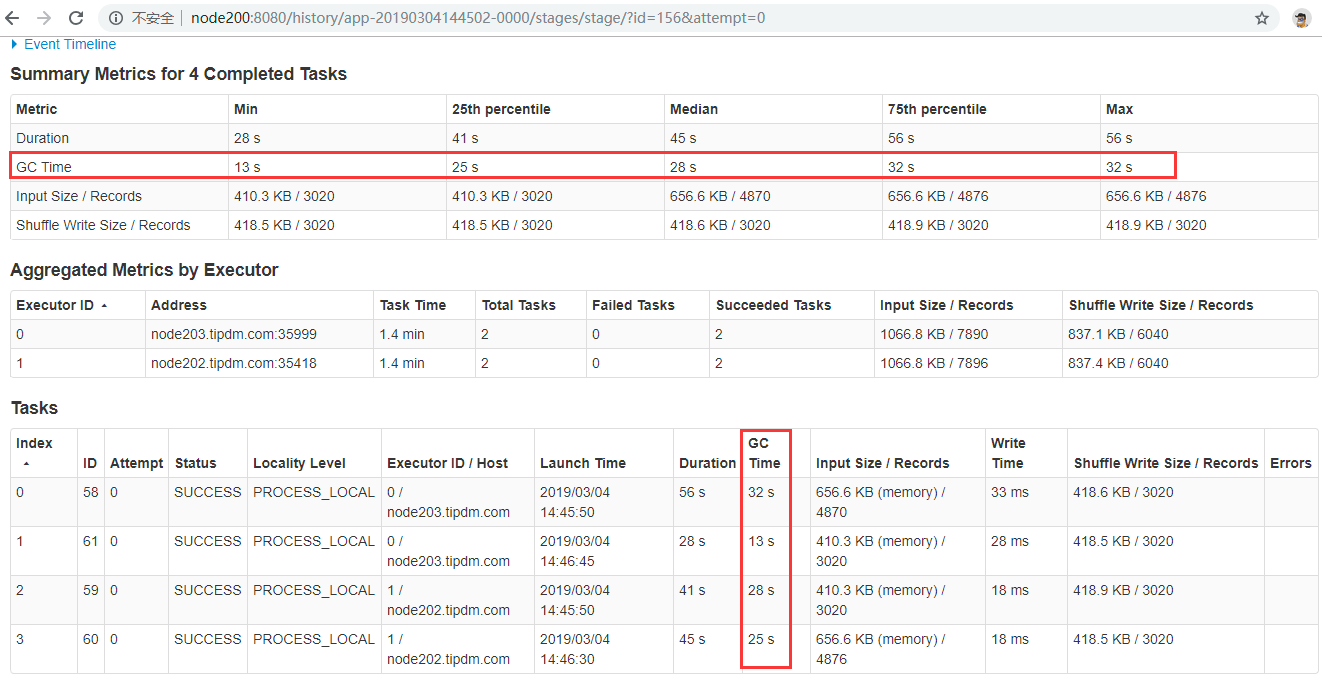 不安全 node200:8080/history/app-20190304144502-0000/stages/stage/?id=156&attempt=0
Event Timeline
Summary Metrics for 4 Completed Tasks
Metric Min 25th percentile Median 75th percentile Max
Duration 28 s 41 s 45 s 56 s 56 s
GC Time 13 s 25 s 28 s 32 s 32 s
Input Size / Records 410.3 KB / 3020 410.3 KB / 3020 656.6 KB / 4870 656.6 KB / 4876 656.6 KB / 4876
Shuffle Write Size / Records 418.5 KB / 3020 418.5 KB / 3020 418.6 KB / 3020 418.9 KB / 3020 418.9 KB / 3020
Aggregated Metrics by Executor
Executor ID Address Task Time Total Tasks Failed Tasks Succeeded Tasks Input Size / Records Shuffle Write Size / Records
0 node203.tipdm.com:35999 1.4 min 2 0 2 1066.8 KB / 7890 837.1 KB / 6040
1 node202.tipdm.com:35418 1.4 min 2 0 2 1066.8 KB / 7896 837.4 KB / 6040
Tasks
Index GC Write
ID Attempt Status Locality Level Executor ID / Host Launch Time Duration Time Input Size / Records Time Shuffle Write Size / Records Errors
0 58 0 SUCCESS PROCESS_LOCAL 0 / 2019/03/04 56 s 32 s 656.6 KB (memory) / 33 ms 418.6 KB / 3020
node203.tipdm.com 14:45:50 4870
1 61 0 SUCCESS PROCESS_LOCAL 0 / 2019/03/04 28 s 13 s 410.3 KB (memory) / 28 ms 418.5 KB / 3020
node203.tipdm.com 14:46:45 3020
2 59 0 SUCCESS PROCESS_LOCAL 1 / 2019/03/04 41 s 28 s 410.3 KB (memory) / 18 ms 418.9 KB / 3020
node202.tipdm.com 14:45:50 3020
3 60 0 SUCCESS PROCESS_LOCAL 1 / 2019/03/04 45 s 25 s 656.6 KB (memory) / 18 ms 418.5 KB / 3020
node202.tipdm.com 14:46:30 4876